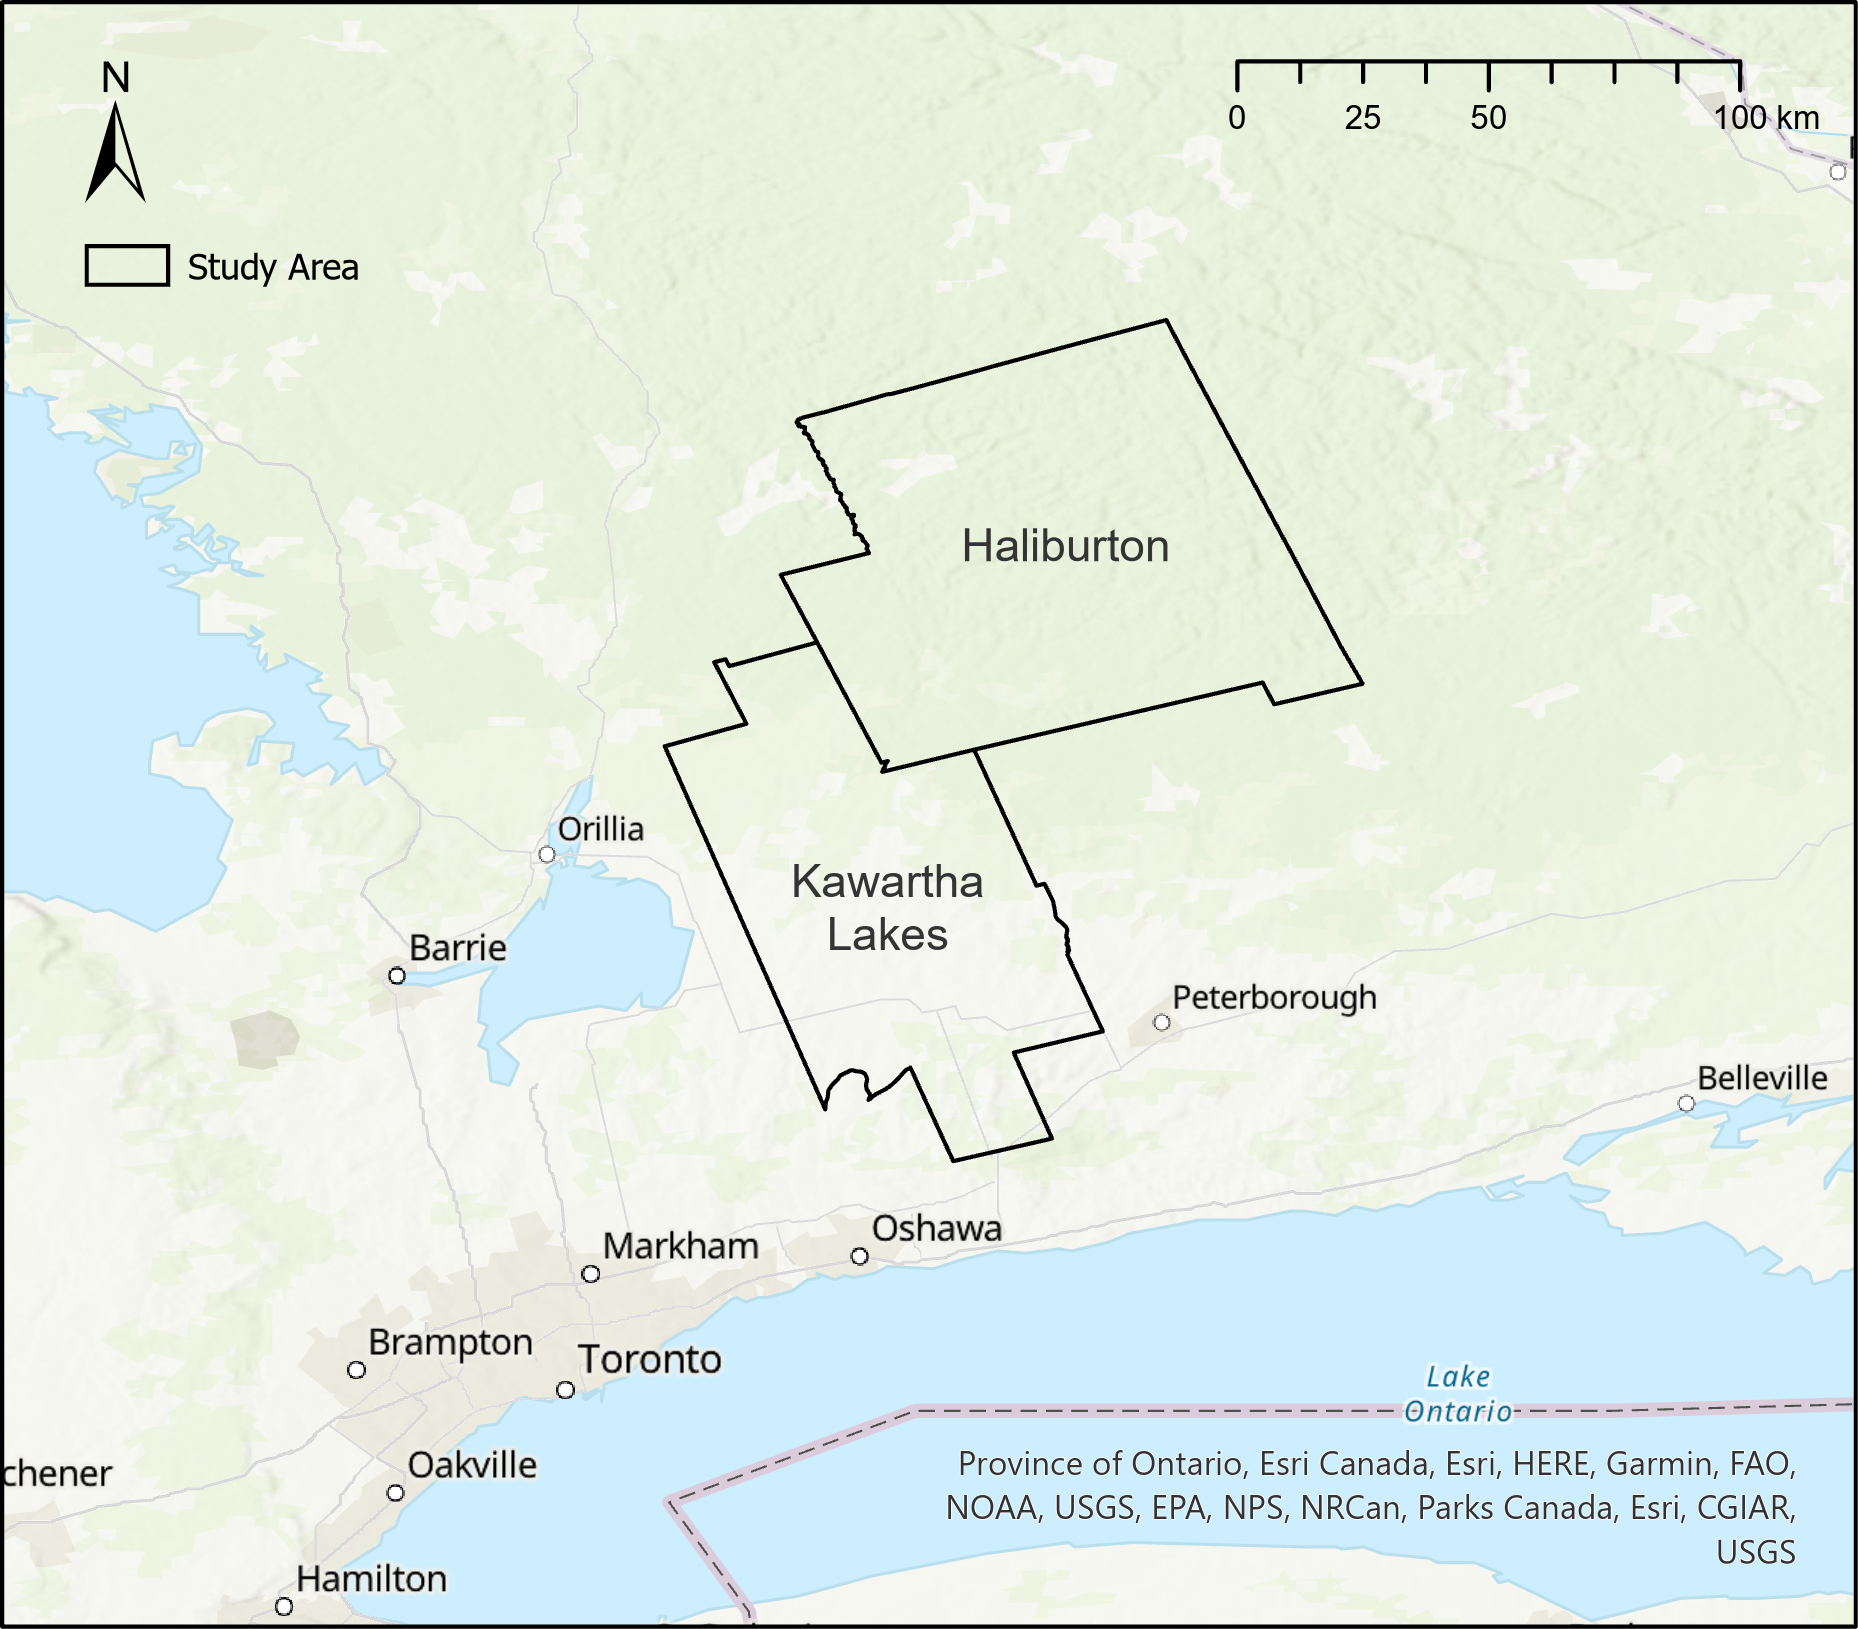 N
0 25 50 100 km
Study Area
Haliburton
Orillia
Kawartha
Lakes
Barrie
Peterborough
Belleville
Oshawa
Markham
Brampton
Toronto
Lake
Ontario
Oakville
chener
Province of Ontario, Esri Canada, Esri, HERE, Garmin, FAO,
NOAA, USGS, EPA, NPS, NRCan, Parks Canada, Esri, CGIAR,
USGS
Hamilton